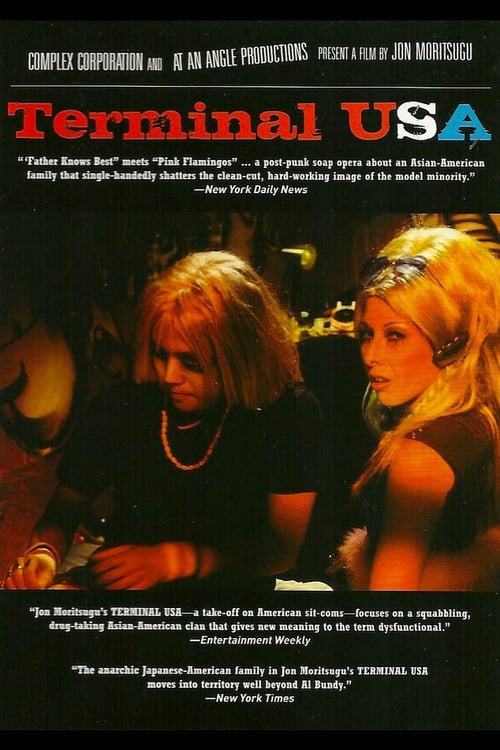 COMPLEX CORPORATION AND AT AN ANGLE PRODUCTIONS PRESENT A FILM BY JON MORITSUGU
Terminal USA
"'Father Knows Best" meets "Pink Flamingos" ... a post-punk soap opera about an Asian-American
family that single-handedly shatters the clean-cut, hard-working image of the model minority."
—New York Daily News
"Jon Moritsugu's TERMINAL USA—a take-off on American sit-coms—focuses on a squabbling,
drug-taking Asian-American clan that gives new meaning to the term dysfunctional."
—Entertainment Weekly
"The anarchic Japanese-American family in Jon Moritsugu's TERMINAL USA
moves into territory well beyond Al Bundy."
—New York Times